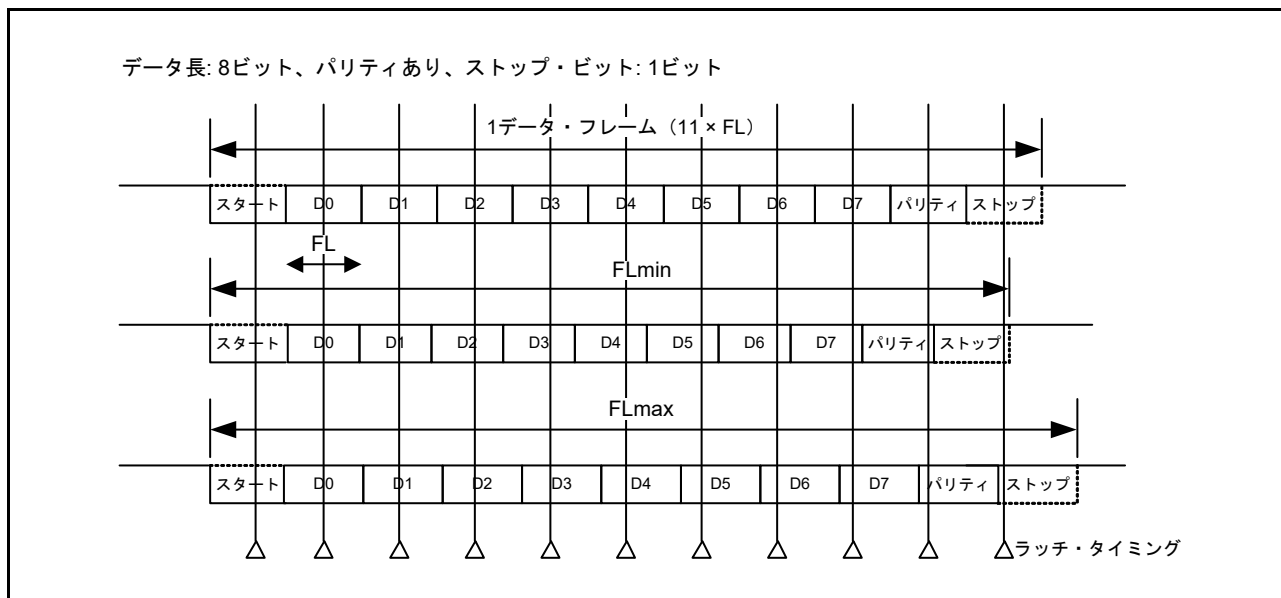 データ長: 8ビット、パリティあり、ストップ・ビット: 1ビット
1データ・フレーム（11 × FL）
スタート D0 D1 D2 D3 D4 D5 D6 D7 パリティ ストップ
FL
FLmin
スタート D0 D1 D2 D3 D4 D5 D6 D7 パリティ ストップ
FLmax
スタート D0 D1 D2 D3 D4 D5 D6 D7 パリティ ストップ
ラッチ・タイミング